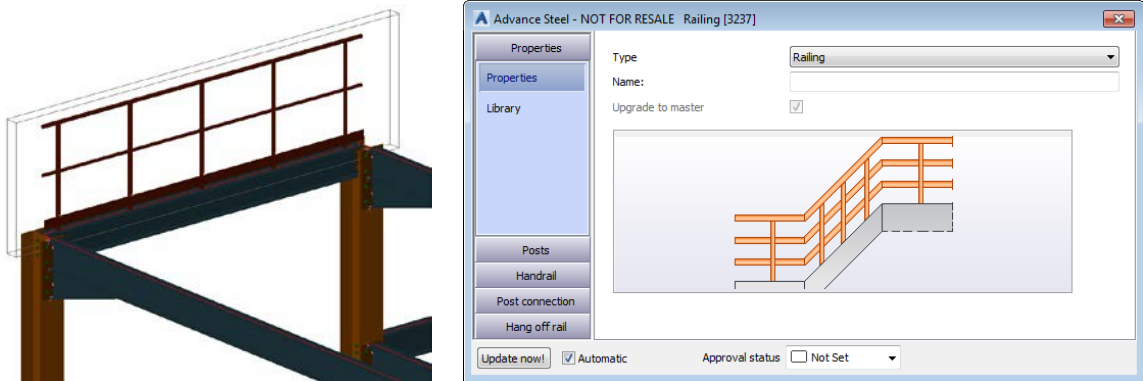 Advance Steel - NOT FOR RESALE Railing [3237]
Properties
Properties
Library
Posts
Handrail
Post connection
Hang off rail
Type
Railing
Name:
Upgrade to master
Update now!
Automatic
Approval status
Not Set